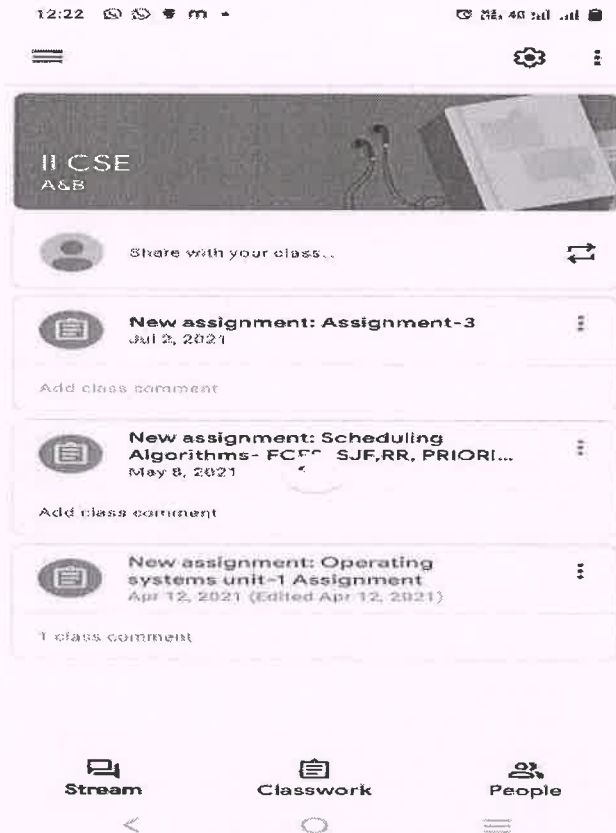 12:22
4G
II CSE
A&B
Share with your class...
New assignment: Assignment-3
Jul 2, 2021
Add class comment
New assignment: Scheduling
Algorithms- FCFS, SJF,RR, PRIORI...
May 8, 2021
Add class comment
New assignment: Operating
systems unit-1 Assignment
Apr 12, 2021 (Edited Apr 12, 2021)
1 class comment
Stream
Classwork
People